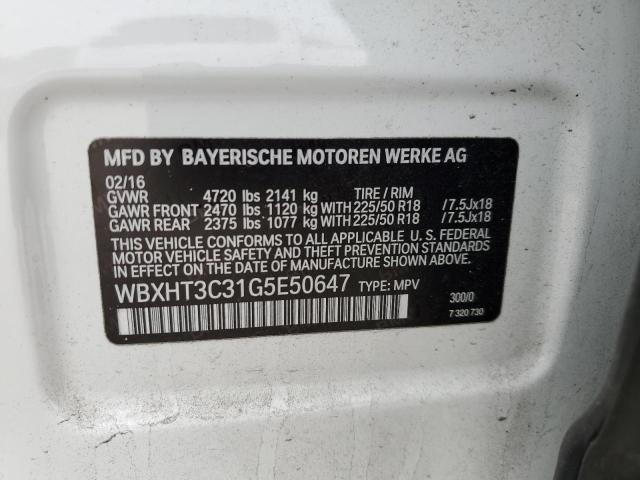 MFD BY BAYERISCHE MOTOREN WERKE AG
02/16
GVWR 4720 lbs 2141 kg TIRE / RIM
GAWR FRONT 2470 lbs 1120 kg WITH 225/50 R18 /7.5Jx18
GAWR REAR 2375 lbs 1077 kg WITH 225/50 R18 /7.5Jx18
THIS VEHICLE CONFORMS TO ALL APPLICABLE U. S. FEDERAL
MOTOR VEHICLE SAFETY AND THEFT PREVENTION STANDARDS
IN EFFECT ON THE DATE OF MANUFACTURE SHOWN ABOVE.
WBXHT3C31G5E50647 TYPE: MPV
300/0
7 320 730